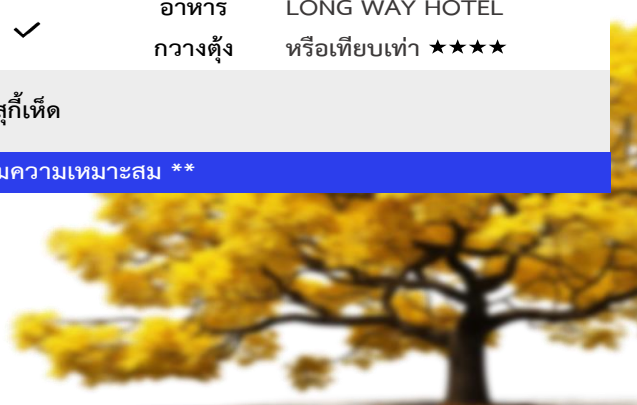 ✓ อาหาร LONG WAY HOTEL
กวางตุ้ง หรือเทียบเท่า ★★★★
สุกี้เห็ด
มความเหมาะสม **